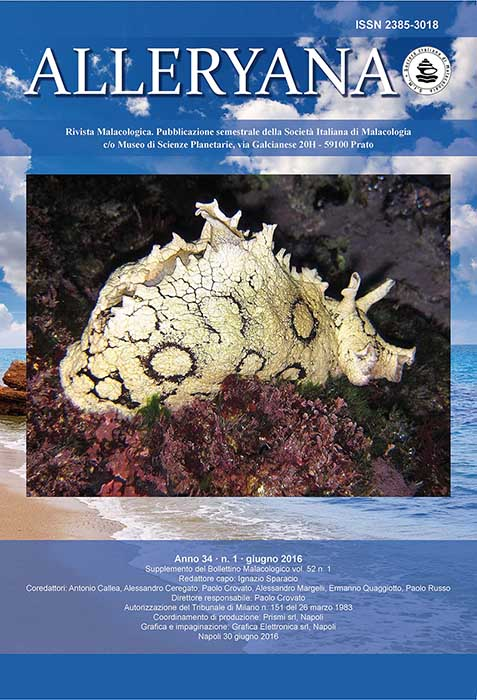 ISSN 2385-3018
ALLERYANA
Società Italiana di Malacologia
S.I.M.
Rivista Malacologica. Pubblicazione semestrale della Società Italiana di Malacologia
c/o Museo di Scienze Planetarie, via Galcianese 20H - 59100 Prato
Anno 34 · n. 1 · giugno 2016
Supplemento del Bollettino Malacologico vol. 52 n. 1
Redattore capo: Ignazio Sparacio
Coredattori: Antonio Callea, Alessandro Ceregato, Paolo Crovato, Alessandro Margelli, Ermanno Quaggiotto, Paolo Russo
Direttore responsabile: Paolo Crovato
Autorizzazione del Tribunale di Milano n. 151 del 26 marzo 1983
Coordinamento di produzione: Prismi srl, Napoli
Grafica e impaginazione: Grafica Elettronica srl, Napoli
Napoli 30 giugno 2016